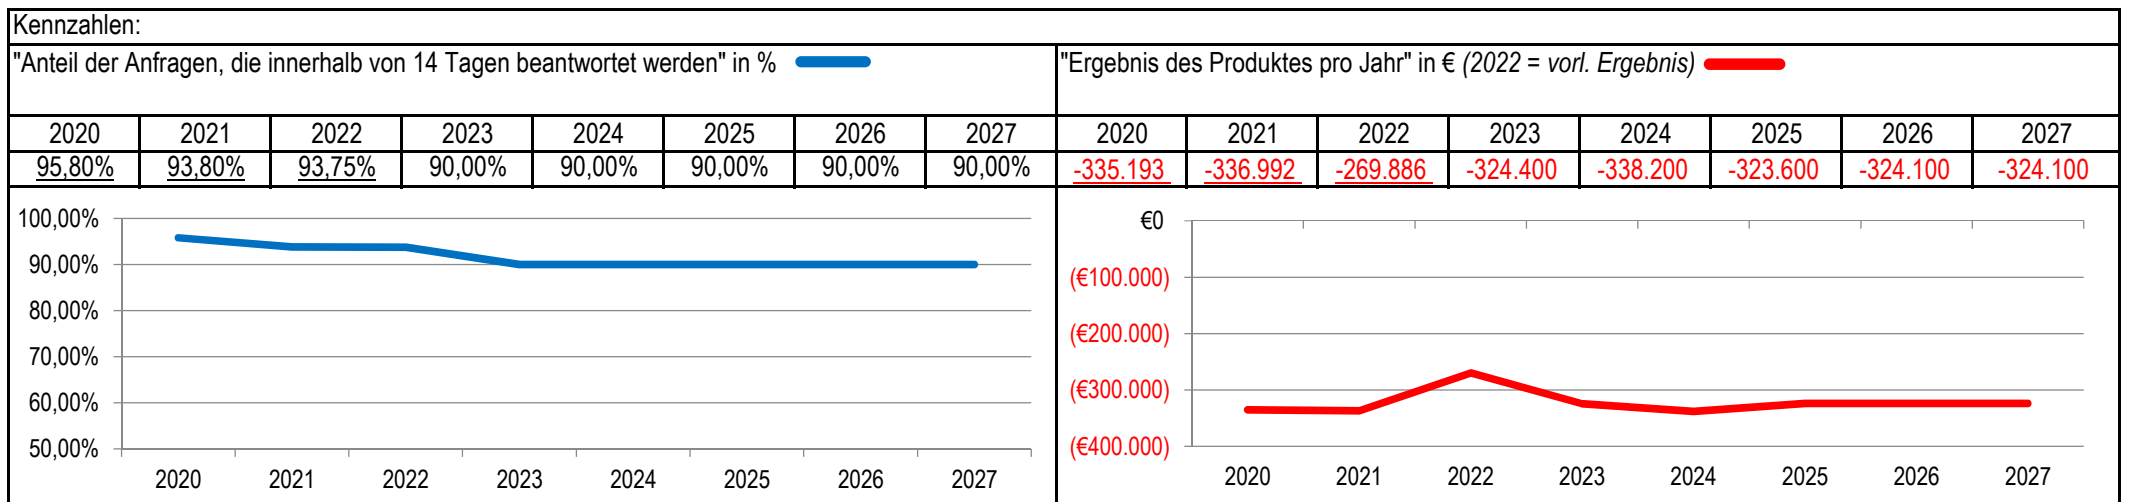 Kennzahlen:
"Anteil der Anfragen, die innerhalb von 14 Tagen beantwortet werden" in %
"Ergebnis des Produktes pro Jahr" in € (2022 = vorl. Ergebnis)
2020 2021 2022 2023 2024 2025 2026 2027 2020 2021 2022 2023 2024 2025 2026 2027
95,80% 93,80% 93,75% 90,00% 90,00% 90,00% 90,00% 90,00% -335.193 -336.992 -269.886 -324.400 -338.200 -323.600 -324.100 -324.100
100,00%
90,00%
80,00%
70,00%
60,00%
50,00%
2020 2021 2022 2023 2024 2025 2026 2027
€0
(€100.000)
(€200.000)
(€300.000)
(€400.000)
2020 2021 2022 2023 2024 2025 2026 2027